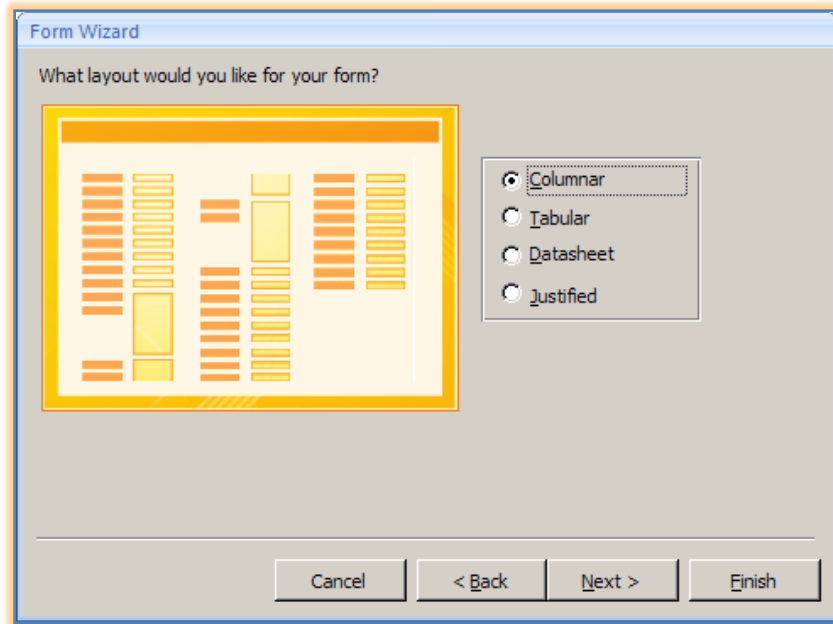 Form Wizard
What layout would you like for your form?
Columnar
Tabular
Datasheet
Justified
Cancel
< Back
Next >
Finish